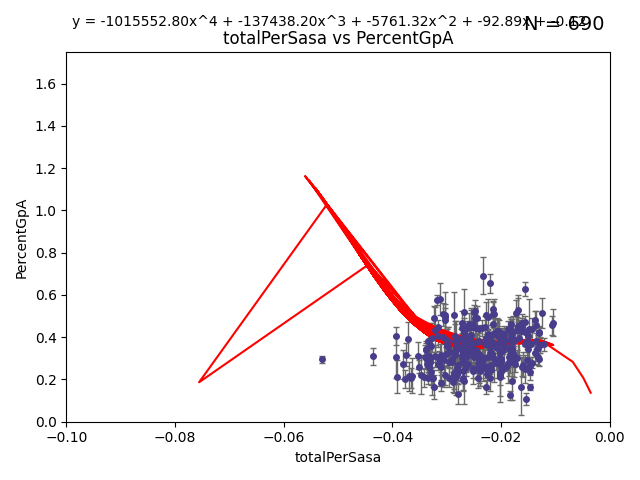 y = -1015552.80x^4 + -137438.20x^3 + -5761.32x^2 + -92.89x + -0.12
N = 690
totalPerSasa vs PercentGpA
1.6
1.4
1.2
1.0
0.8
0.6
0.4
0.2
0.0
PercentGpA
−0.10 −0.08 −0.06 −0.04 −0.02 0.00
totalPerSasa